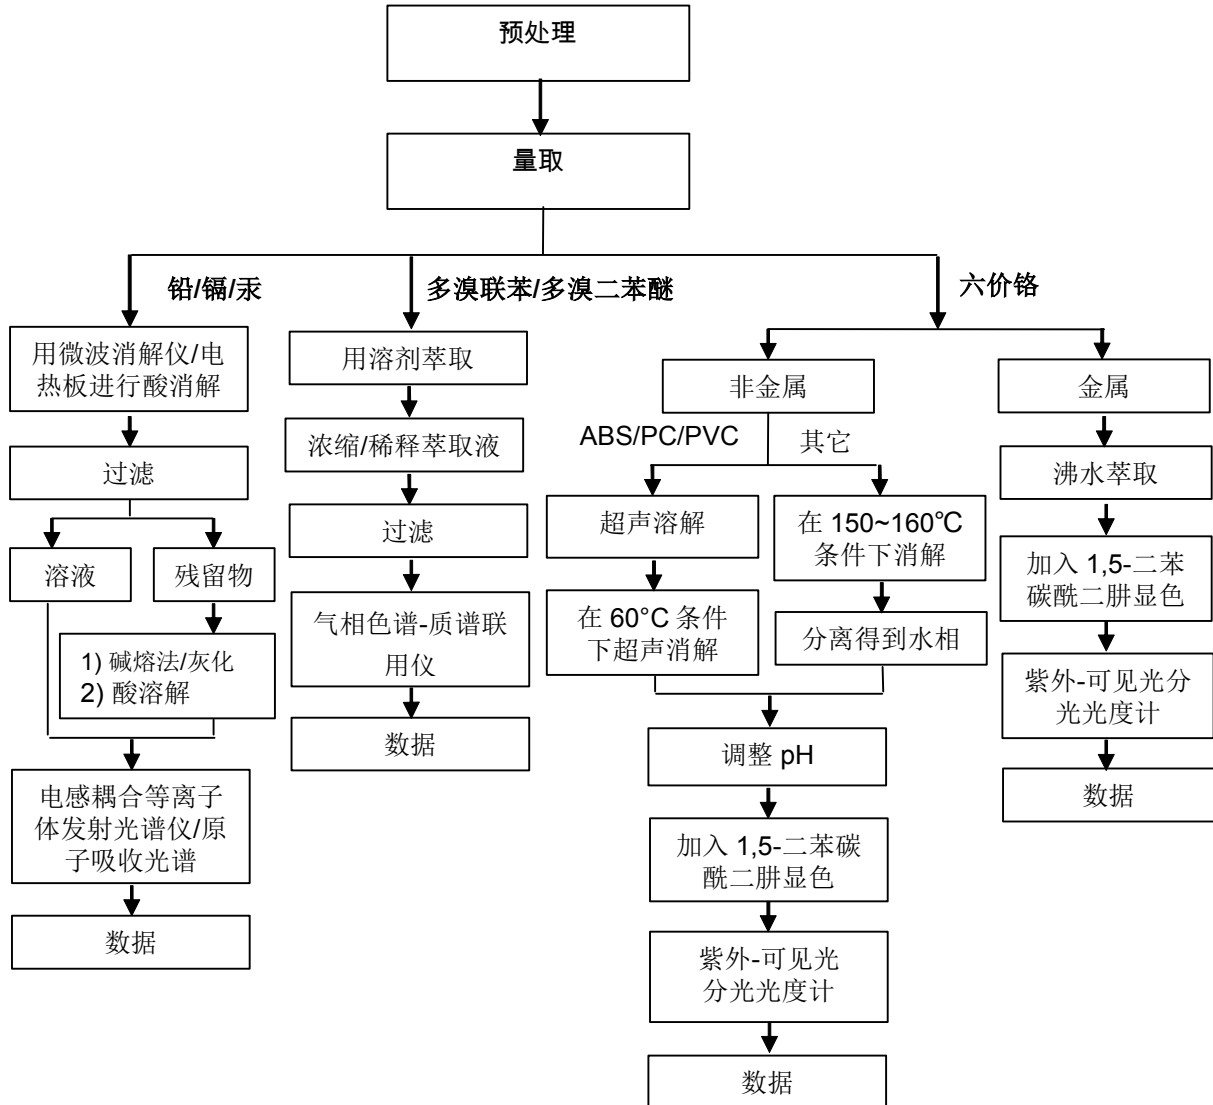 预处理
量取
铅/镉/汞
多溴联苯/多溴二苯醚
六价铬
用微波消解仪/电
热板进行酸消解
过滤
溶液
残留物
1) 碱熔法/灰化
2) 酸溶解
电感耦合等离子
体发射光谱仪/原
子吸收光谱
数据
用溶剂萃取
浓缩/稀释萃取液
过滤
气相色谱-质谱联
用仪
数据
非金属
ABS/PC/PVC
其它
超声溶解
在 60°C 条件
下超声消解
在 150~160℃
条件下消解
分离得到水相
调整 pH
加入 1,5-二苯碳
酰二肼显色
紫外-可见光
分光光度计
数据
金属
沸水萃取
加入 1,5-二苯
碳酰二肼显色
紫外-可见光分
光光度计
数据